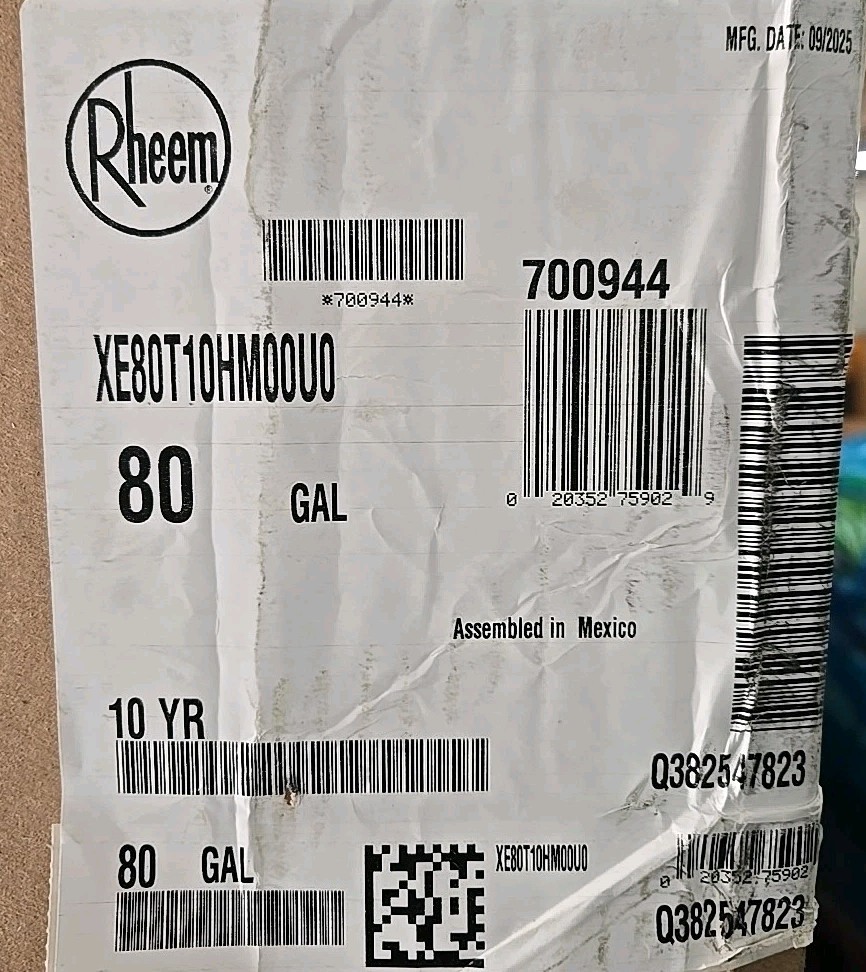 MFG. DATE: 09/2025
Rheem®
*700944*
700944
XE80T10HM00U0
80 GAL
0 20352 75902 9
Assembled in Mexico
10 YR
Q382547823
80 GAL
XE80T10HM00U0
0 20352 75902
Q382547823